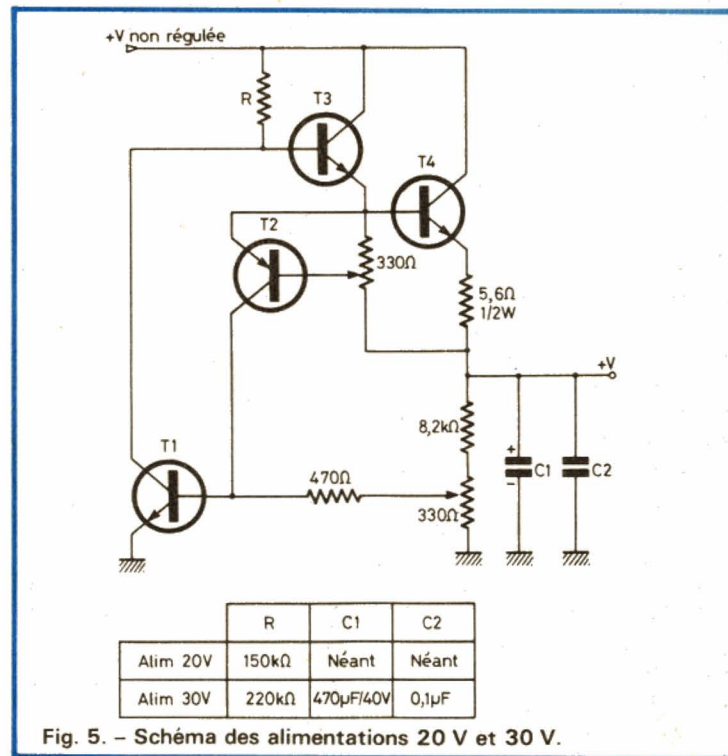 +V non régulée
R
T3
T4
T2
330Ω
5,6Ω
1/2W
+V
8,2kΩ
T1
470Ω
330Ω
+
-
C1
C2
R C1 C2
Alim 20V 150kΩ Néant Néant
Alim 30V 220kΩ 470µF/40V 0,1µF
Fig. 5. – Schéma des alimentations 20 V et 30 V.